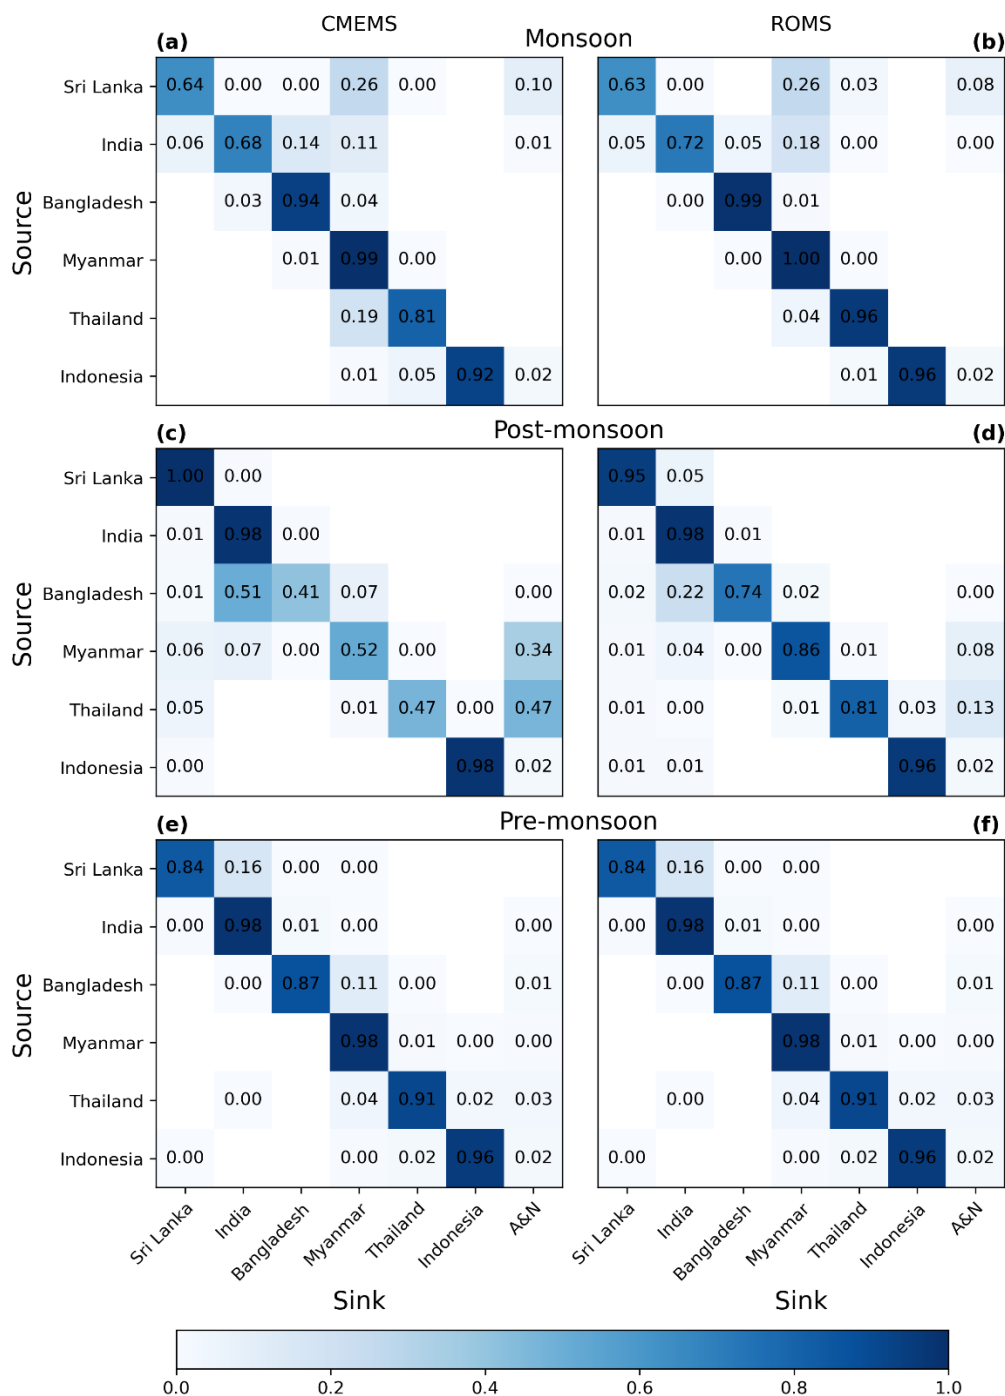 CMEMS ROMS
(a) Monsoon (b)
Sri Lanka 0.64 0.00 0.00 0.26 0.00 0.10 0.63 0.00 0.26 0.03 0.08
India 0.06 0.68 0.14 0.11 0.01 0.05 0.72 0.05 0.18 0.00 0.00
Bangladesh 0.03 0.94 0.04 0.00 0.99 0.01
Source
Myanmar 0.01 0.99 0.00 0.00 1.00 0.00
Thailand 0.19 0.81 0.04 0.96
Indonesia 0.01 0.05 0.92 0.02 0.01 0.96 0.02
(c) Post-monsoon (d)
Sri Lanka 1.00 0.00 0.95 0.05
India 0.01 0.98 0.00 0.01 0.98 0.01
Bangladesh 0.01 0.51 0.41 0.07 0.00 0.02 0.22 0.74 0.02 0.00
Source
Myanmar 0.06 0.07 0.00 0.52 0.00 0.34 0.01 0.04 0.00 0.86 0.01 0.08
Thailand 0.05 0.01 0.47 0.00 0.47 0.01 0.00 0.01 0.81 0.03 0.13
Indonesia 0.00 0.98 0.02 0.01 0.01 0.96 0.02
(e) Pre-monsoon (f)
Sri Lanka 0.84 0.16 0.00 0.00 0.84 0.16 0.00 0.00
India 0.00 0.98 0.01 0.00 0.00 0.00 0.98 0.01 0.00 0.00
Bangladesh 0.00 0.87 0.11 0.00 0.01 0.00 0.87 0.11 0.00 0.01
Source
Myanmar 0.98 0.01 0.00 0.00 0.98 0.01 0.00 0.00
Thailand 0.00 0.04 0.91 0.02 0.03 0.00 0.04 0.91 0.02 0.03
Indonesia 0.00 0.00 0.02 0.96 0.02 0.00 0.00 0.02 0.96 0.02
Sri Lanka India Bangladesh Myanmar Thailand Indonesia A&N Sri Lanka India Bangladesh Myanmar Thailand Indonesia A&N
Sink Sink
0.0 0.2 0.4 0.6 0.8 1.0